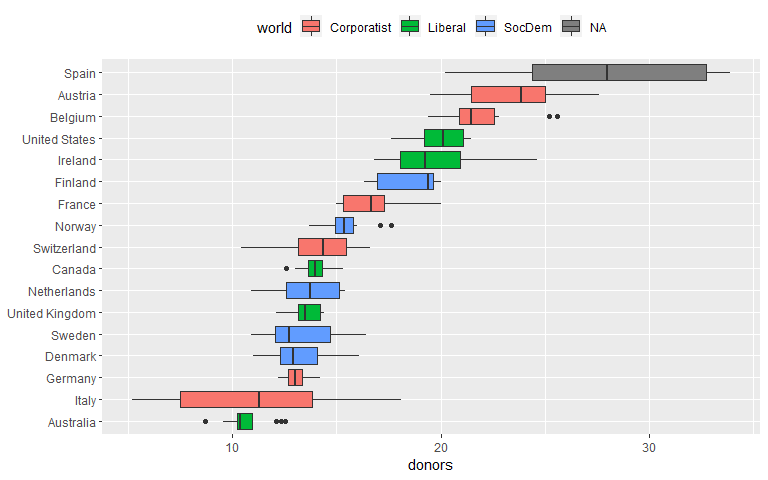 world Corporatist Liberal SocDem NA
Spain
Austria
Belgium
United States
Ireland
Finland
France
Norway
Switzerland
Canada
Netherlands
United Kingdom
Sweden
Denmark
Germany
Italy
Australia
10 20 30
donors